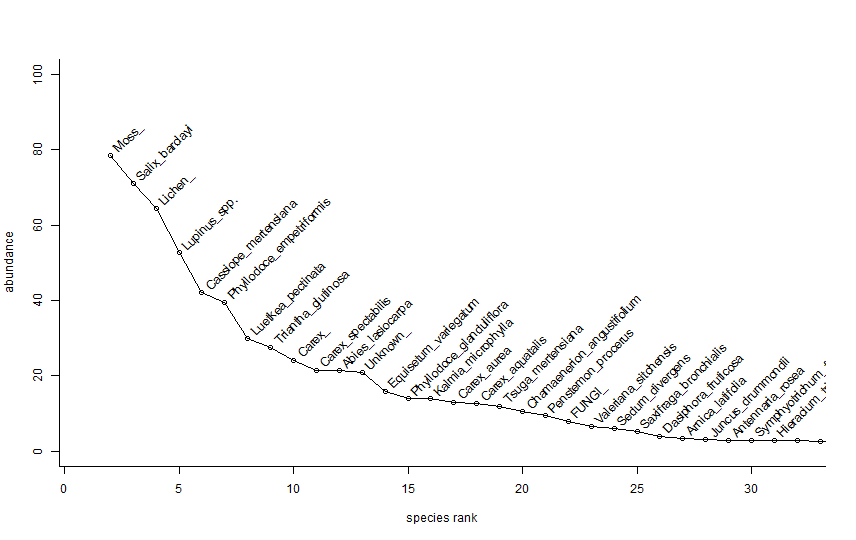 100
80
60
40
20
0
abundance
Moss_
Salix_barclayi
Lichen_
Lupinus_spp.
Cassiope_mertensiana
Phyllodoce_empetriformis
Luetkea_pectinata
Triantha_glutinosa
Carex_
Carex_spectabilis
Abies_lasiocarpa
Unknown_
Equisetum_variegatum
Phyllodoce_glanduliflora
Kalmia_microphylla
Carex_aurea
Carex_aquatalis
Tsuga_mertensiana
Chamaenerion_angustifolium
Penstemon_procerus
FUNGI_
Valeriana_sitchensis
Sedum_divergens
Saxifraga_bronchialis
Dasiphora_fruticosa
Arnica_latifolia
Juncus_drummondii
Antennaria_rosea
Symphyotrichum_
Hieracium_
0 5 10 15 20 25 30
species rank